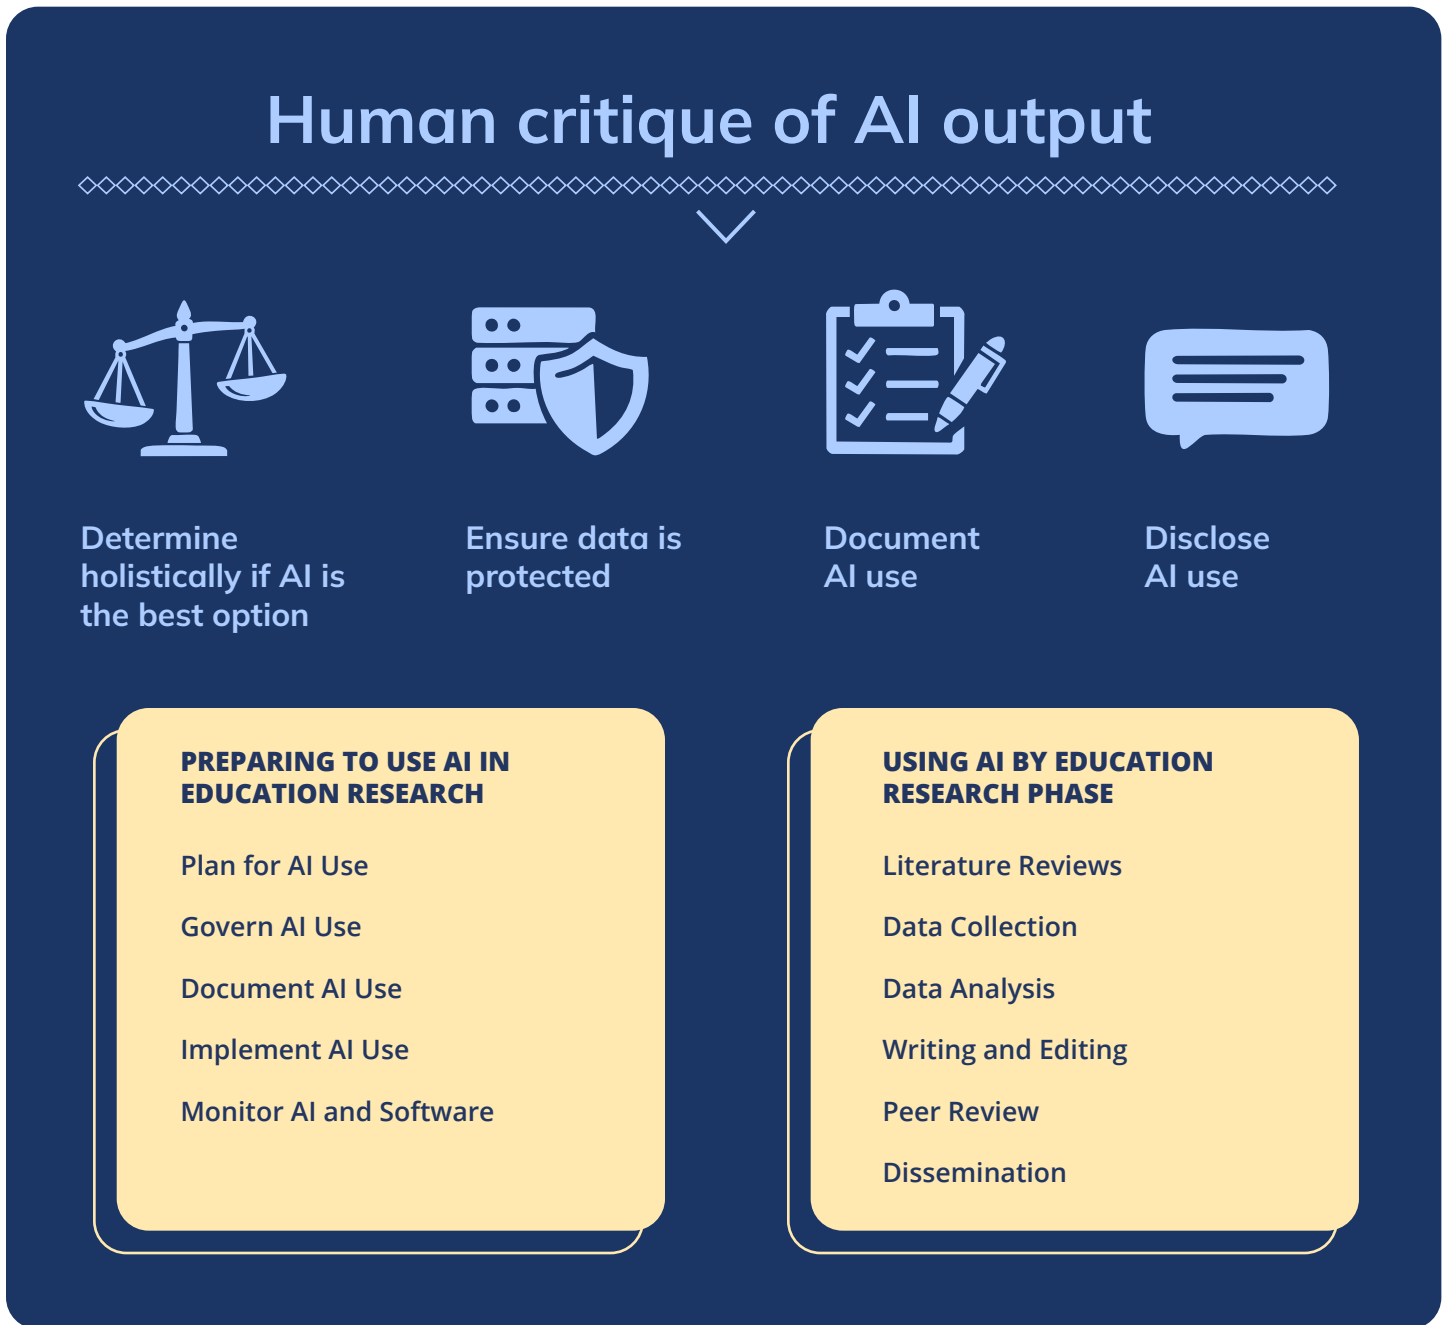 Human critique of AI output
Determine
holistically if AI is
the best option
Ensure data is
protected
Document
AI use
Disclose
AI use
PREPARING TO USE AI IN
EDUCATION RESEARCH
Plan for AI Use
Govern AI Use
Document AI Use
Implement AI Use
Monitor AI and Software
USING AI BY EDUCATION
RESEARCH PHASE
Literature Reviews
Data Collection
Data Analysis
Writing and Editing
Peer Review
Dissemination